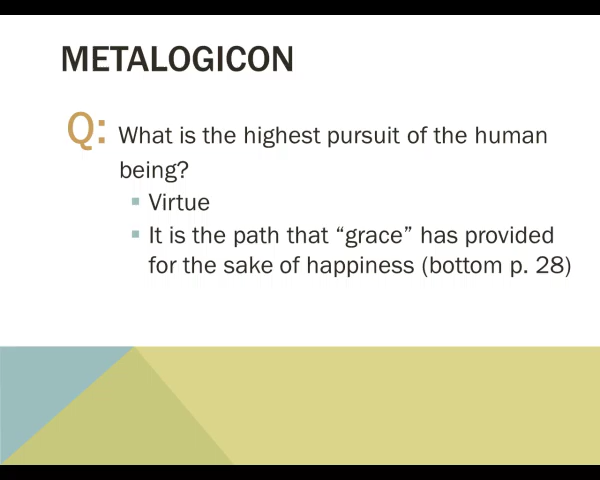 METALOGICON
Q: What is the highest pursuit of the human
being?
▪ Virtue
▪ It is the path that “grace” has provided
for the sake of happiness (bottom p. 28)